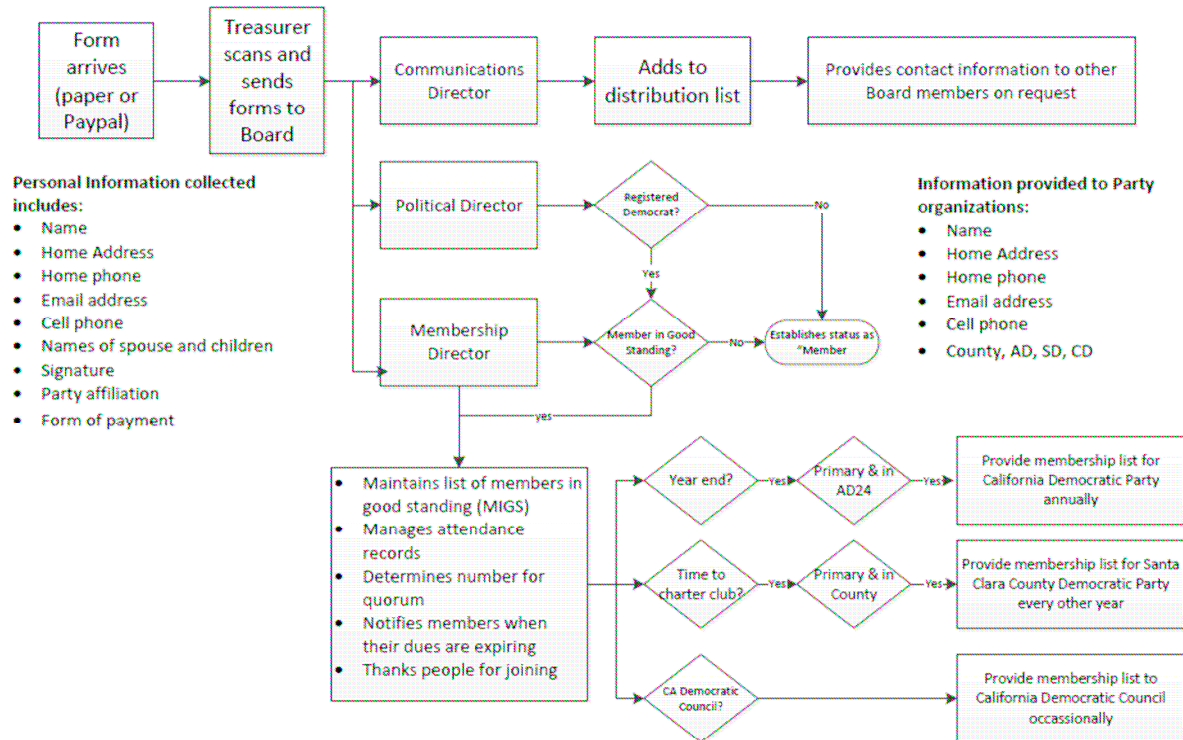 Form
arrives
(paper or
Paypal)
Treasurer
scans and
sends
forms to
Board
Communications
Director
Adds to
distribution list
Provides contact information to other
Board members on request
Personal Information collected
includes:
• Name
• Home Address
• Home phone
• Email address
• Cell phone
• Names of spouse and children
• Signature
• Party affiliation
• Form of payment
Political Director
Registered
Democrat?
No
Yes
Information provided to Party
organizations:
• Name
• Home Address
• Home phone
• Email address
• Cell phone
• County, AD, SD, CD
Membership
Director
Member in Good
Standing?
No
Establishes status as
"Member
yes
• Maintains list of members in
good standing (MIGS)
• Manages attendance
records
• Determines number for
quorum
• Notifies members when
their dues are expiring
• Thanks people for joining
Year end?
Yes
Primary & in
AD24
Yes
Provide membership list for
California Democratic Party
annually
Time to
charter club?
Yes
Primary & in
County
Yes
Provide membership list for Santa
Clara County Democratic Party
every other year
CA Democratic
Council?
Provide membership list to
California Democratic Council
occassionally